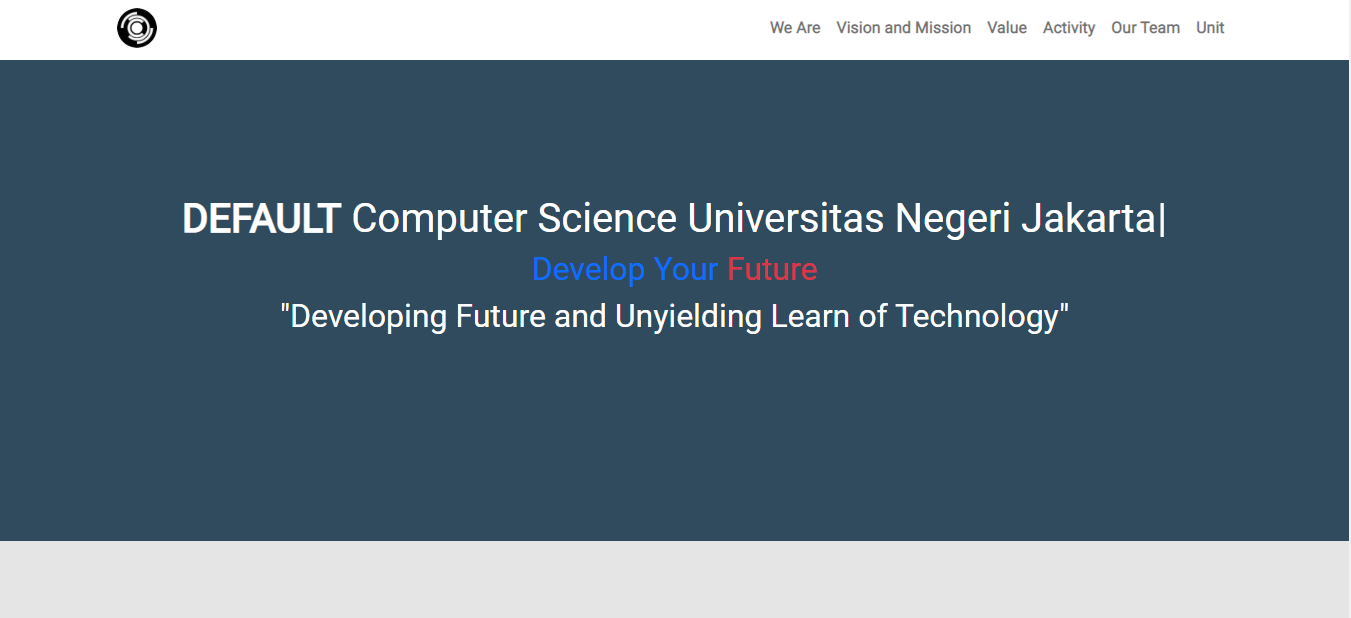 We Are Vision and Mission Value Activity Our Team Unit
DEFAULT Computer Science Universitas Negeri Jakarta|
Develop Your Future
"Developing Future and Unyielding Learn of Technology"